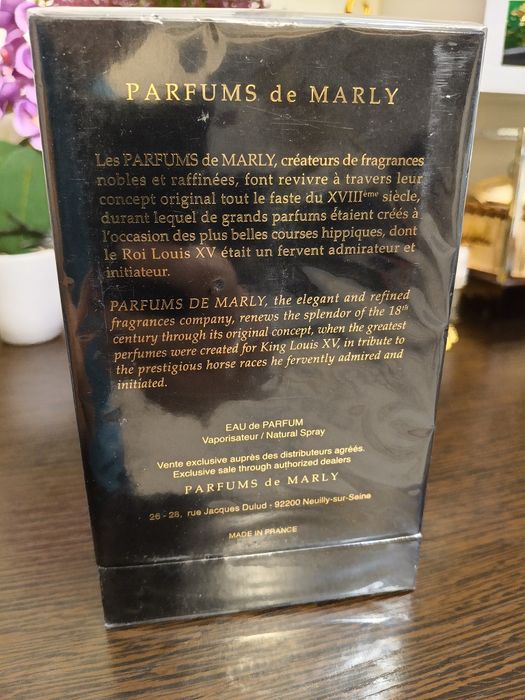 PARFUMS de MARLY
Les PARFUMS de MARLY, créateurs de fragrances
nobles et raffinées, font revivre à travers leur
concept original tout le faste du XVIIIème siècle,
durant lequel de grands parfums étaient créés à
l'occasion des plus belles courses hippiques, dont
le Roi Louis XV était un fervent admirateur et
initiateur.
PARFUMS DE MARLY, the elegant and refined
fragrances company, renews the splendor of the 18th
century through its original concept, when the greatest
perfumes were created for King Louis XV, in tribute to
the prestigious horse races he fervently admired and
initiated.
EAU de PARFUM
Vaporisateur / Natural Spray
Vente exclusive auprès des distributeurs agréés.
Exclusive sale through authorized dealers
PARFUMS de MARLY
26 - 28, rue Jacques Dulud - 92200 Neuilly-sur-Seine
MADE IN FRANCE